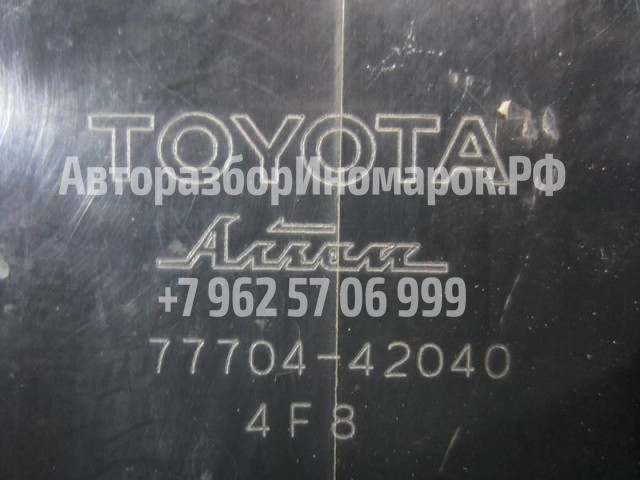 TOYOTA
АвторазборИномарок.РФ
Aisan
+7 962 57 06 999
77704-42040
4F8